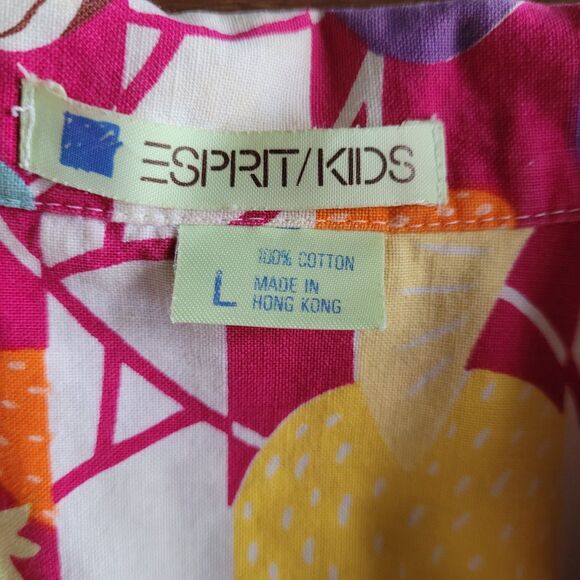 ESPRIT/KIDS
100% COTTON
L
MADE IN
HONG KONG